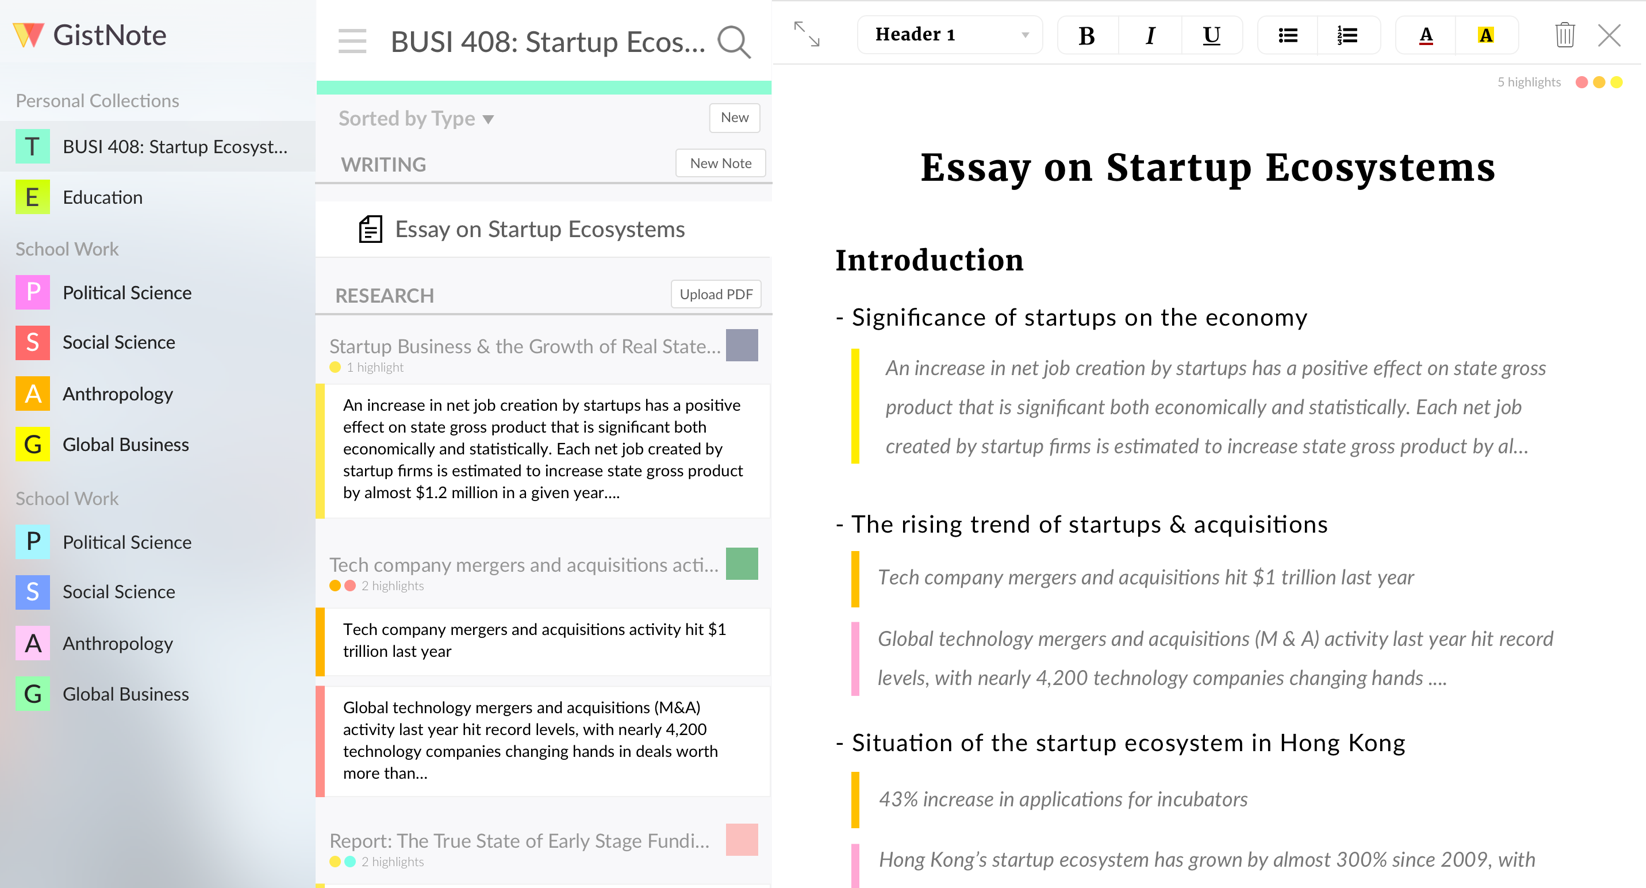 GistNote
Personal Collections
T
BUSI 408: Startup Ecosyst...
E
Education
School Work
P
Political Science
S
Social Science
A
Anthropology
G
Global Business
School Work
P
Political Science
S
Social Science
A
Anthropology
G
Global Business
BUSI 408: Startup Ecos...
Sorted by Type
New
WRITING
New Note
Essay on Startup Ecosystems
RESEARCH
Upload PDF
Startup Business & the Growth of Real State...
1 highlight
An increase in net job creation by startups has a positive
effect on state gross product that is significant both
economically and statistically. Each net job created by
startup firms is estimated to increase state gross product
by almost $1.2 million in a given year....
Tech company mergers and acquisitions acti...
2 highlights
Tech company mergers and acquisitions activity hit $1
trillion last year
Global technology mergers and acquisitions (M&A)
activity last year hit record levels, with nearly 4,200
technology companies changing hands in deals worth
more than...
Report: The True State of Early Stage Fundi...
2 highlights
Header 1
B
I
U
A
A
5 highlights
Essay on Startup Ecosystems
Introduction
- Significance of startups on the economy
An increase in net job creation by startups has a positive effect on state gross
product that is significant both economically and statistically. Each net job
created by startup firms is estimated to increase state gross product by al...
- The rising trend of startups & acquisitions
Tech company mergers and acquisitions hit $1 trillion last year
Global technology mergers and acquisitions (M & A) activity last year hit record
levels, with nearly 4,200 technology companies changing hands ....
- Situation of the startup ecosystem in Hong Kong
43% increase in applications for incubators
Hong Kong's startup ecosystem has grown by almost 300% since 2009, with